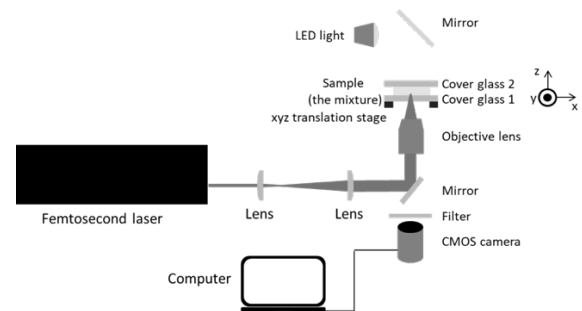 LED light
Mirror
Sample
(the mixture)
xyz translation stage
Cover glass 2
Cover glass 1
z
y
x
Objective lens
Mirror
Filter
CMOS camera
Femtosecond laser
Lens
Lens
Computer